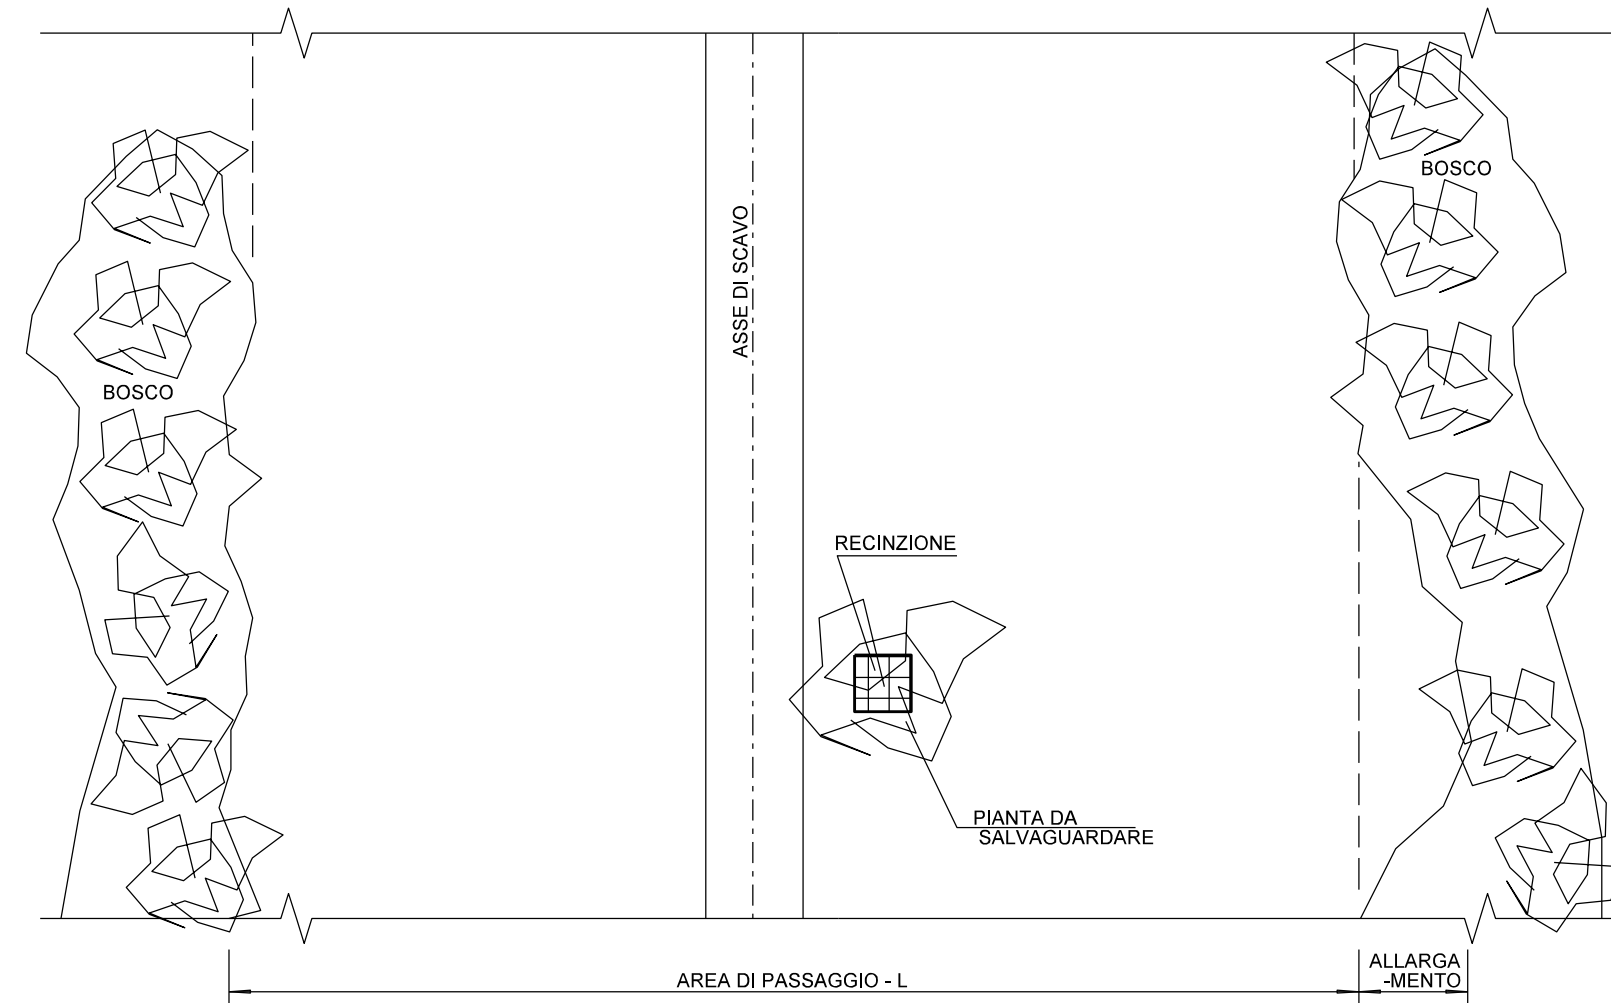 BOSCO
ASSE DI SCAVO
BOSCO
RECINZIONE
PIANTA DA
SALVAGUARDARE
AREA DI PASSAGGIO - L
ALLARGA
-MENTO